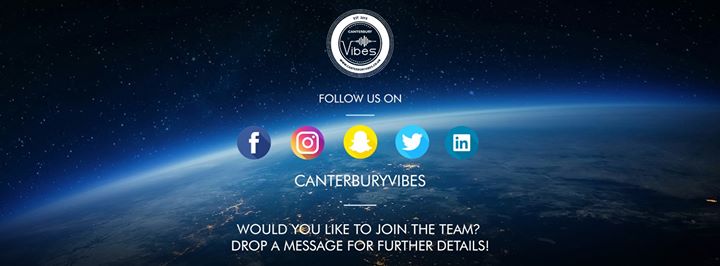 CANTERBURY
Vibes
FOLLOW US ON
CANTERBURYVIBES
WOULD YOU LIKE TO JOIN THE TEAM?
DROP A MESSAGE FOR FURTHER DETAILS!